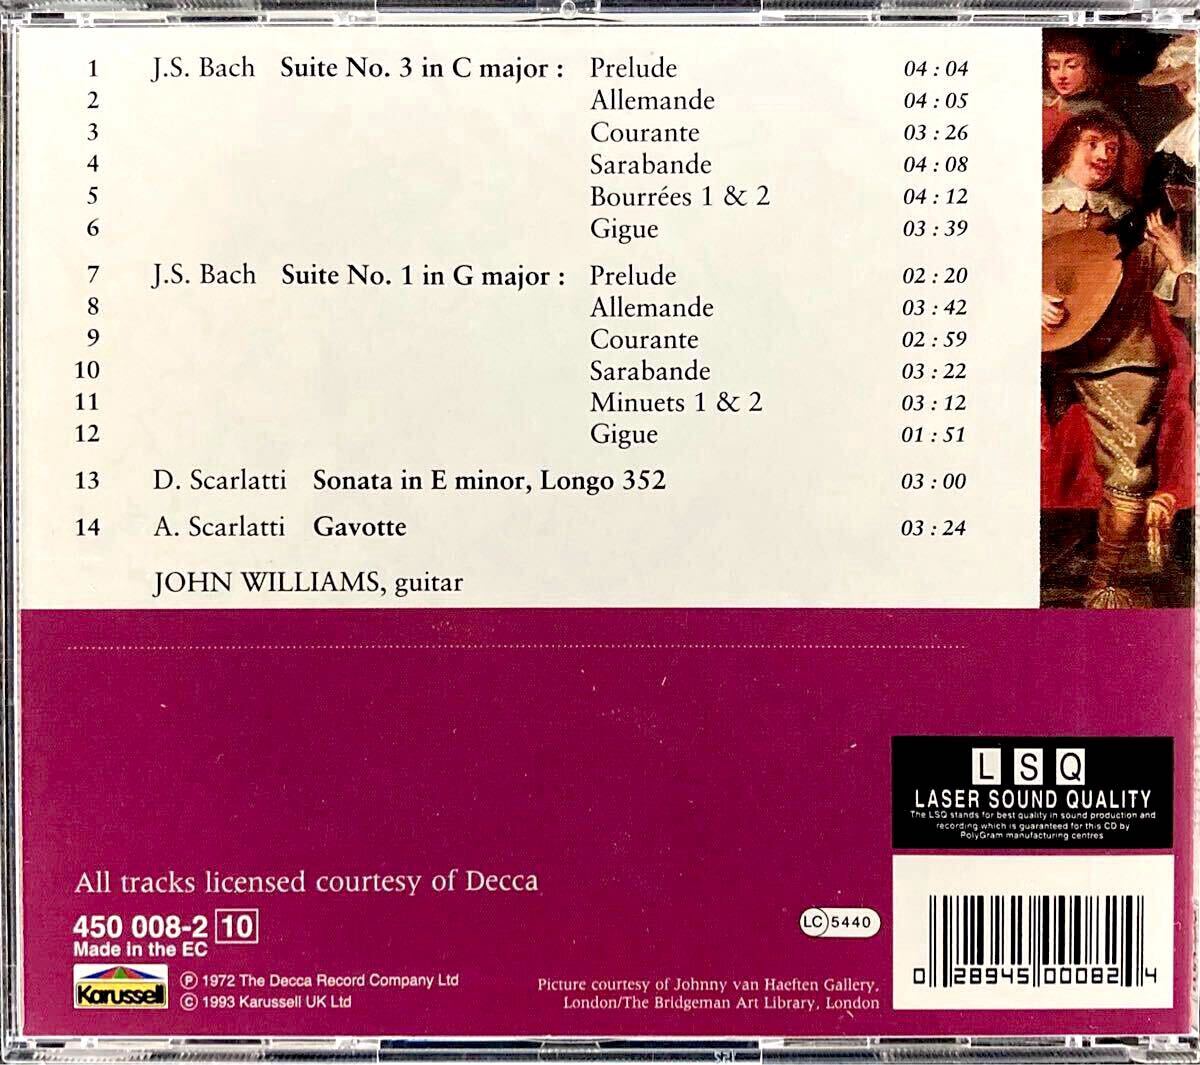 1 J.S. Bach Suite No. 3 in C major : Prelude 04 : 04
2 Allemande 04 : 05
3 Courante 03 : 26
4 Sarabande 04 : 08
5 Bourrées 1 & 2 04 : 12
6 Gigue 03 : 39
7 J.S. Bach Suite No. 1 in G major : Prelude 02 : 20
8 Allemande 03 : 42
9 Courante 02 : 59
10 Sarabande 03 : 22
11 Minuets 1 & 2 03 : 12
12 Gigue 01 : 51
13 D. Scarlatti Sonata in E minor, Longo 352 03 : 00
14 A. Scarlatti Gavotte 03 : 24
JOHN WILLIAMS, guitar
LSQ
LASER SOUND QUALITY
The LSQ stands for best quality in sound production and
recording which is guaranteed for this CD by
PolyGram manufacturing centres
All tracks licensed courtesy of Decca
450 008-2 10
Made in the EC
LC 5440
Karussell
Ⓟ 1972 The Decca Record Company Ltd
© 1993 Karussell UK Ltd
Picture courtesy of Johnny van Haeften Gallery,
London/The Bridgeman Art Library, London
0 28945 00082 4